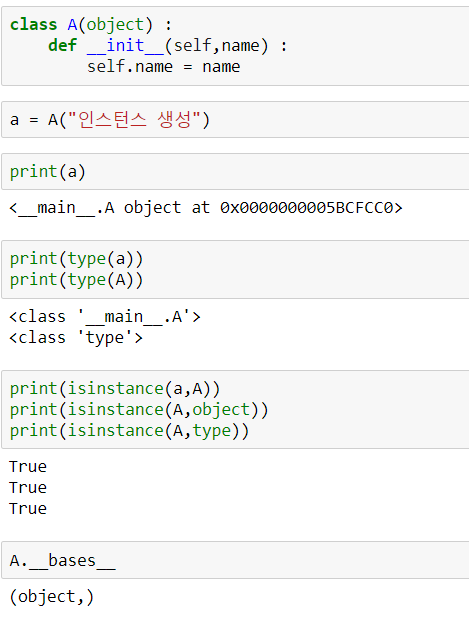 class A(object) :
    def __init__(self,name) :
        self.name = name
a = A("인스턴스 생성")
print(a)
<__main__.A object at 0x0000000005BCFCC0>
print(type(a))
print(type(A))
<class '__main__.A'>
<class 'type'>
print(isinstance(a,A))
print(isinstance(A,object))
print(isinstance(A,type))
True
True
True
A.__bases__
(object,)